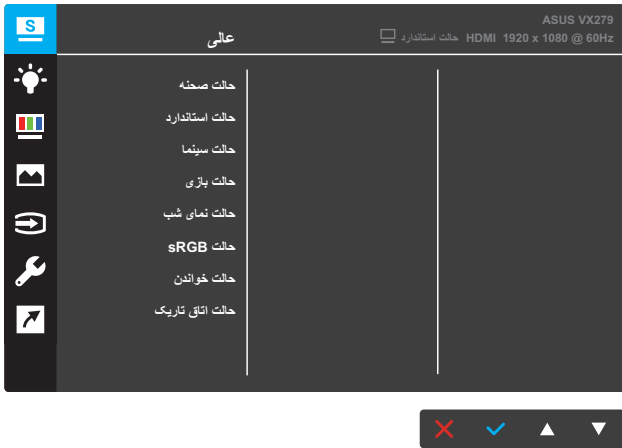 S
عالی
ASUS VX279
حالت استاندارد HDMI 1920 x 1080 @ 60Hz
حالت صحنه
حالت استاندارد
حالت سینما
حالت بازی
حالت نمای شب
حالت sRGB
حالت خواندن
حالت اتاق تاریک